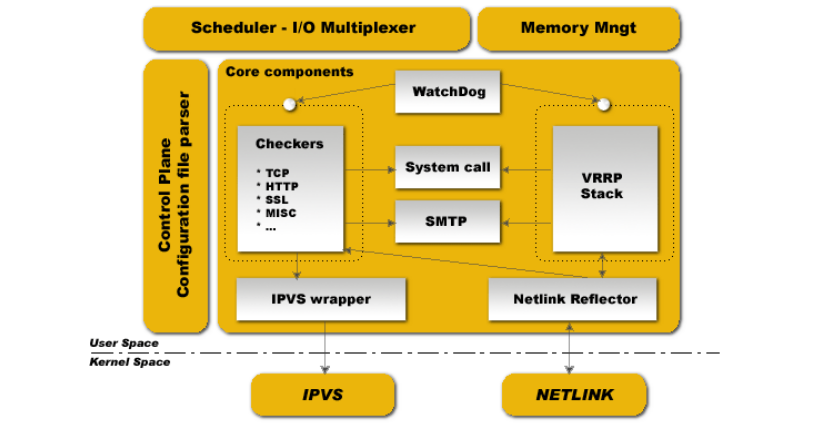 Scheduler - I/O Multiplexer
Memory Mngt
Control Plane
Configuration file parser
Core components
WatchDog
Checkers
* TCP
* HTTP
* SSL
* MISC
* ...
System call
SMTP
VRRP
Stack
IPVS wrapper
Netlink Reflector
User Space
Kernel Space
IPVS
NETLINK